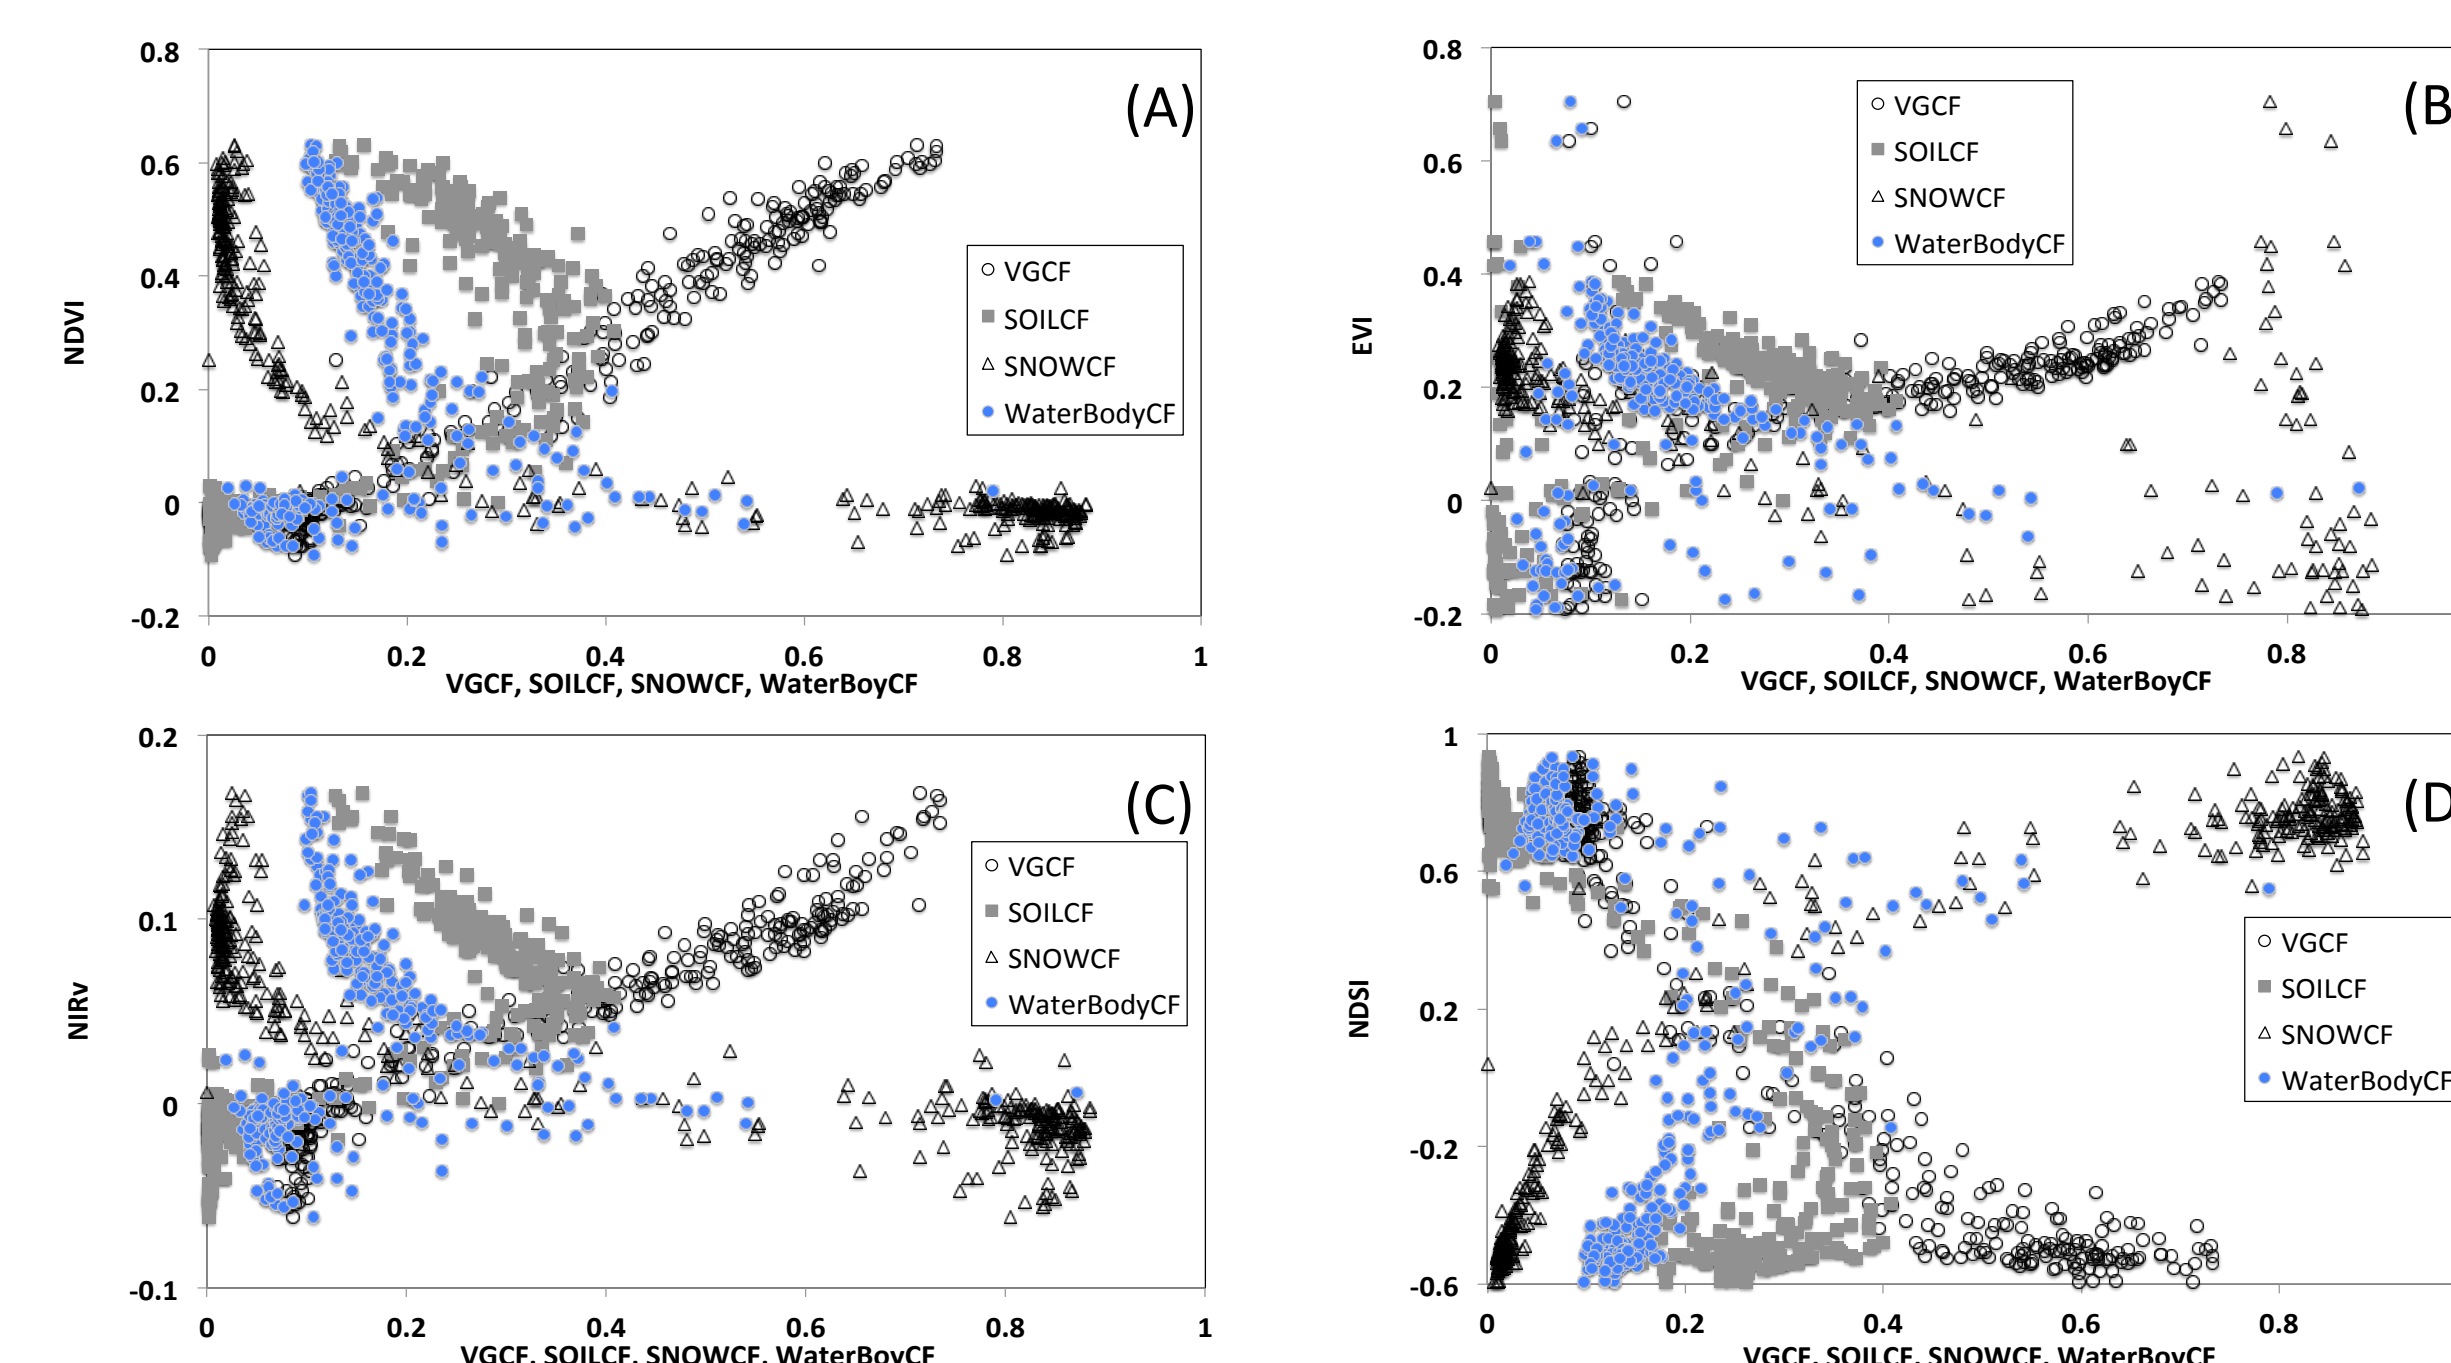 0.8
0.6
0.4
0.2
0
-0.2
NDVI
(A)
VGCF
SOILCF
SNOWCF
WaterBodyCF
0 0.2 0.4 0.6 0.8 1
VGCF, SOILCF, SNOWCF, WaterBoyCF
0.8
0.6
0.4
0.2
0
-0.2
EVI
(B
VGCF
SOILCF
SNOWCF
WaterBodyCF
0 0.2 0.4 0.6 0.8
VGCF, SOILCF, SNOWCF, WaterBoyCF
0.2
0.1
0
-0.1
NIRv
(C)
VGCF
SOILCF
SNOWCF
WaterBodyCF
0 0.2 0.4 0.6 0.8 1
VGCF, SOILCF, SNOWCF, WaterBoyCF
1
0.6
0.2
-0.2
-0.6
NDSI
(D
VGCF
SOILCF
SNOWCF
WaterBodyCF
0 0.2 0.4 0.6 0.8
VGCF, SOILCF, SNOWCF, WaterBoyCF